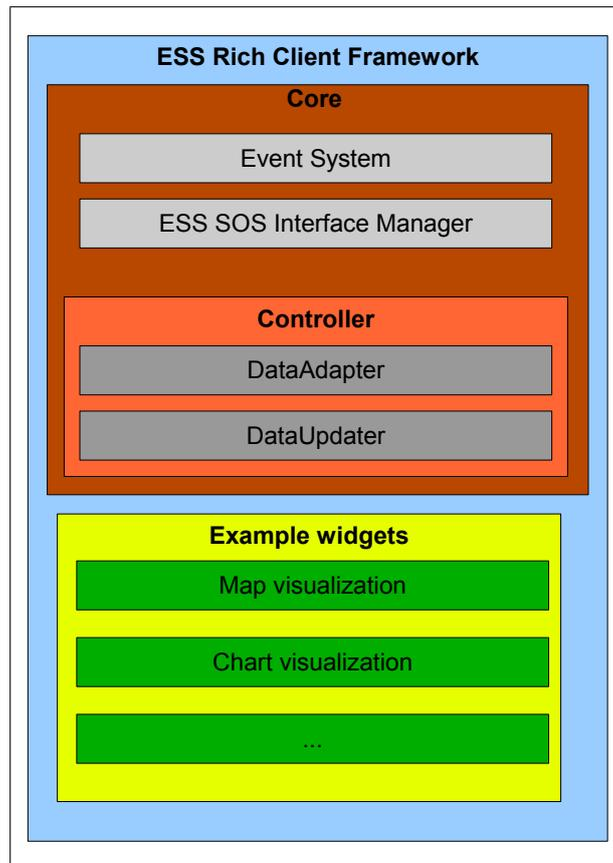 ESS Rich Client Framework
Core
Event System
ESS SOS Interface Manager
Controller
DataAdapter
DataUpdater
Example widgets
Map visualization
Chart visualization
...